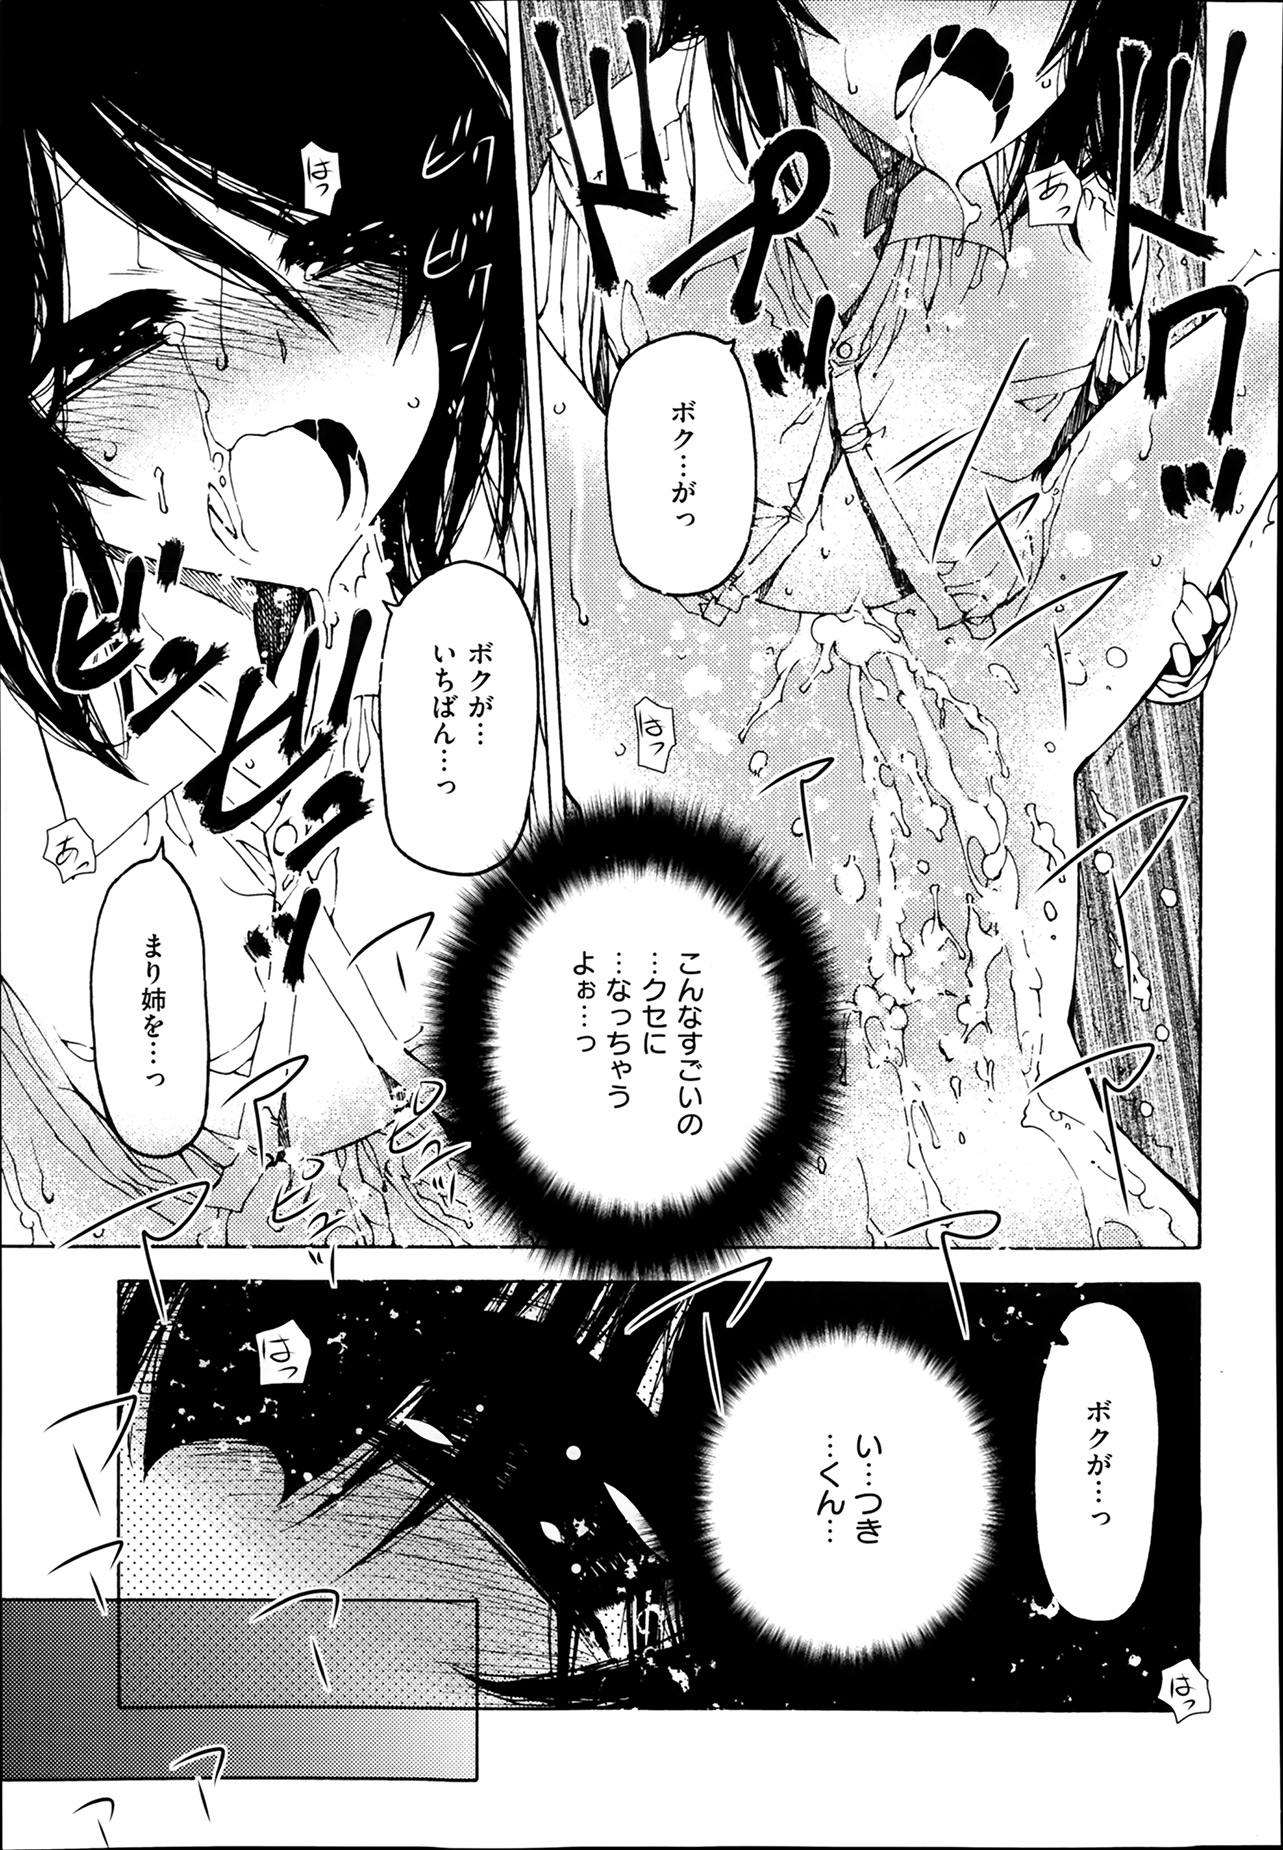 ドピュッ
ドクッ
あっ
ボク…がっ
はっ
こんなすごいの
…クセに
…なっちゃう
よぉ…っ
ビク
ビクッ
はっ
ボクが…
いちばん…っ
ビュッ
ビュッ
あっ
まり姉を…っ
ボクが…っ
い…つき
…くん…
はっ
はっ